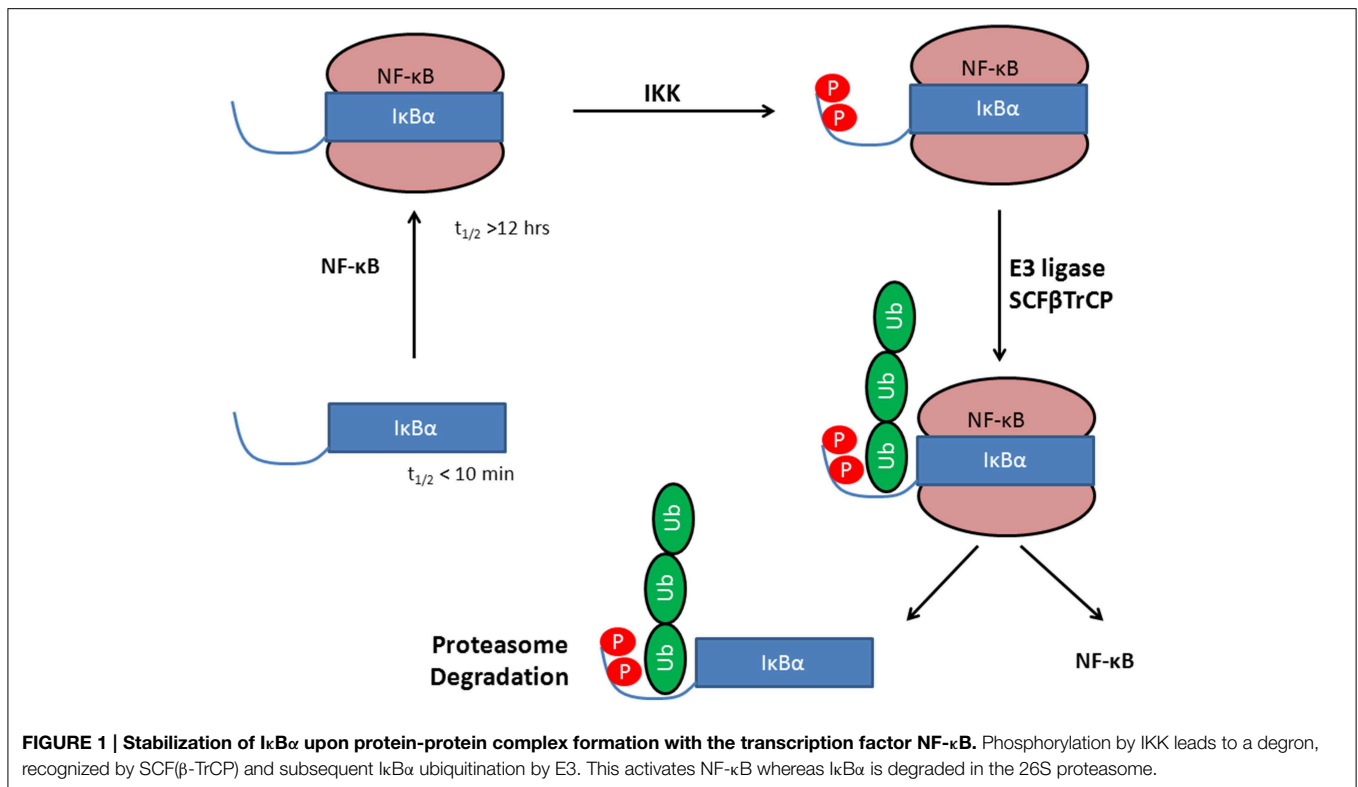 NF-κB
IκBα
IKK
P
P
NF-κB
IκBα
t1/2 >12 hrs
NF-κB
E3 ligase
SCFβTrCP
IκBα
t1/2 < 10 min
Ub
Ub
Ub
P
P
NF-κB
IκBα
Ub
Ub
Ub
P
P
IκBα
Proteasome
Degradation
NF-κB
FIGURE 1 | Stabilization of IκBα upon protein-protein complex formation with the transcription factor NF-κB. Phosphorylation by IKK leads to a degron,
recognized by SCF(β-TrCP) and subsequent IκBα ubiquitination by E3. This activates NF-κB whereas IκBα is degraded in the 26S proteasome.